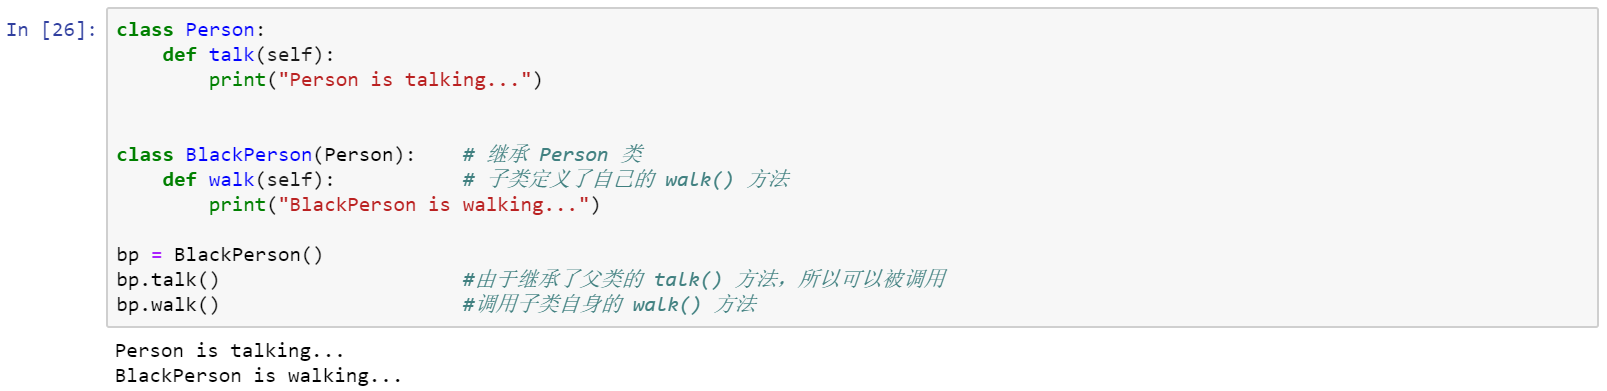 In [26]:
class Person:
    def talk(self):
        print("Person is talking...")
class BlackPerson(Person):    # 继承 Person 类
    def walk(self):           # 子类定义了自己的 walk() 方法
        print("BlackPerson is walking...")
bp = BlackPerson()
bp.talk()                     #由于继承了父类的 talk() 方法，所以可以被调用
bp.walk()                     #调用子类自身的 walk() 方法
Person is talking...
BlackPerson is walking...